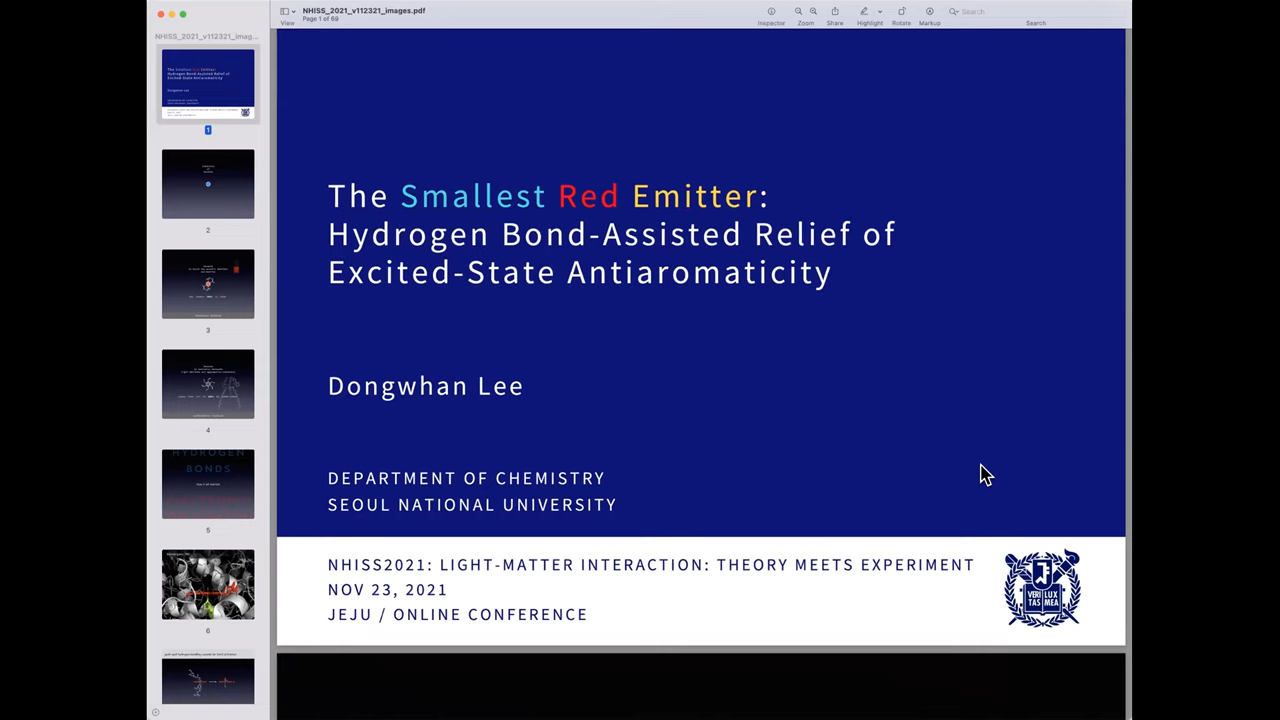 NHISS_2021_v112321_images.pdf
Page 1 of 69
View
Inspector
Zoom
Share
Highlight
Rotate
Markup
Search
Search
NHISS_2021_v112321_imag...
1
2
3
4
HYDROGEN
BONDS
5
6
The Smallest Red Emitter:
Hydrogen Bond-Assisted Relief of
Excited-State Antiaromaticity
Dongwhan Lee
DEPARTMENT OF CHEMISTRY
SEOUL NATIONAL UNIVERSITY
NHISS2021: LIGHT-MATTER INTERACTION: THEORY MEETS EXPERIMENT
NOV 23, 2021
JEJU / ONLINE CONFERENCE
VERI LUX
TAS MEA